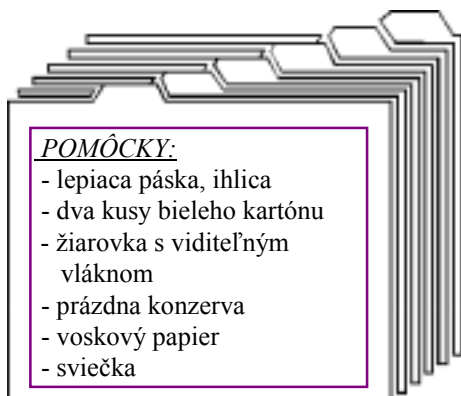 POMÔCKY:
- lepiaca páska, ihlica
- dva kusy bieleho kartónu
- žiarovka s viditeľným
vláknom
- prázdna konzerva
- voskový papier
- sviečka